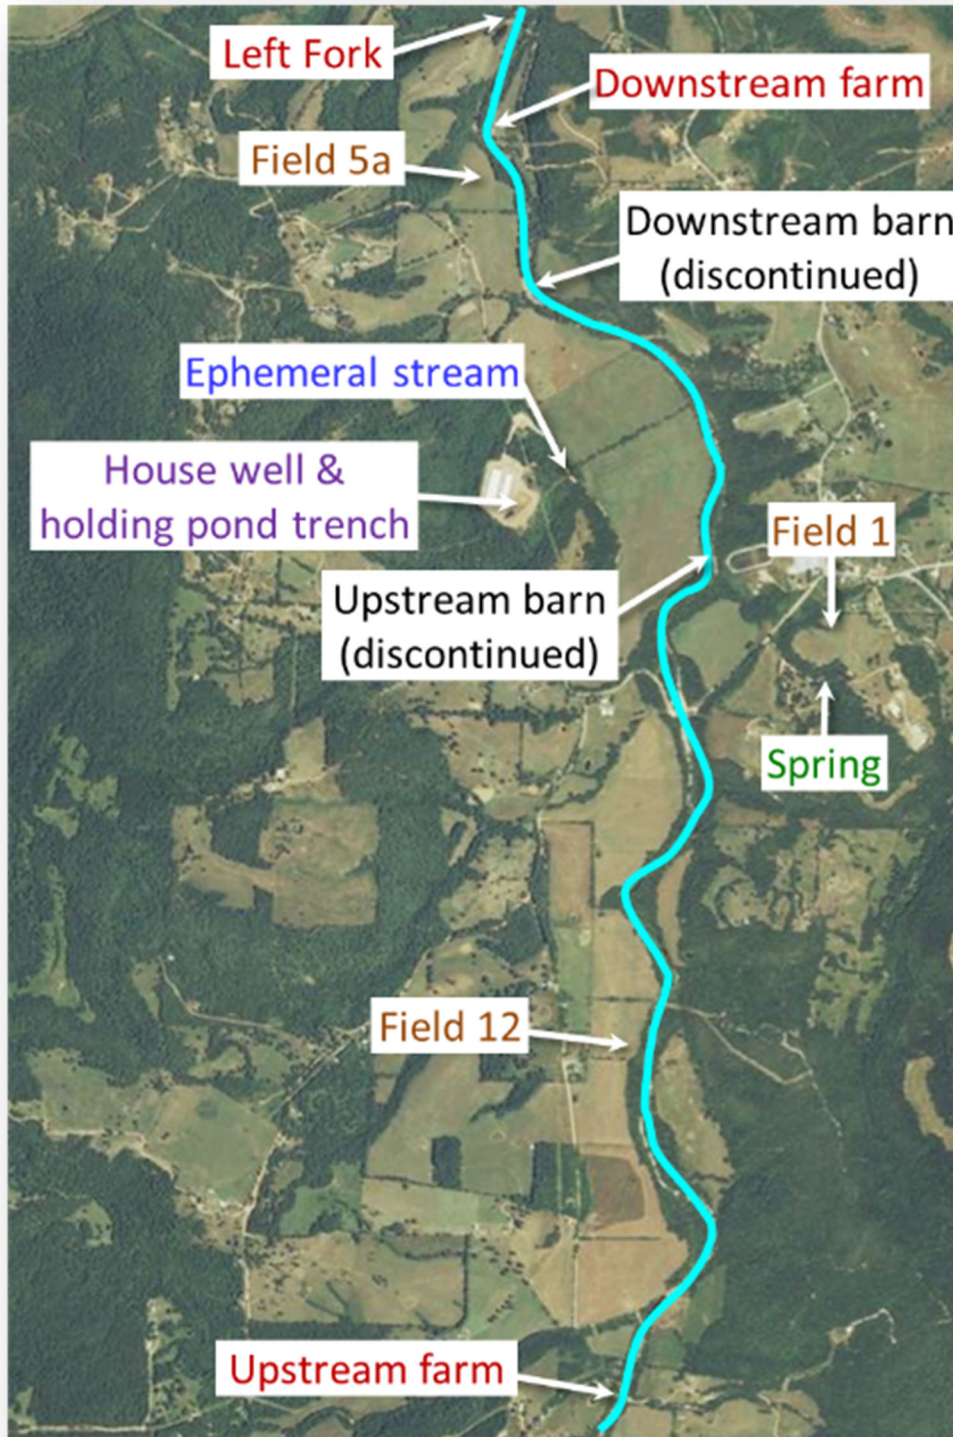 Left Fork
Downstream farm
Field 5a
Downstream barn
(discontinued)
Ephemeral stream
House well &
holding pond trench
Field 1
Upstream barn
(discontinued)
Spring
Field 12
Upstream farm